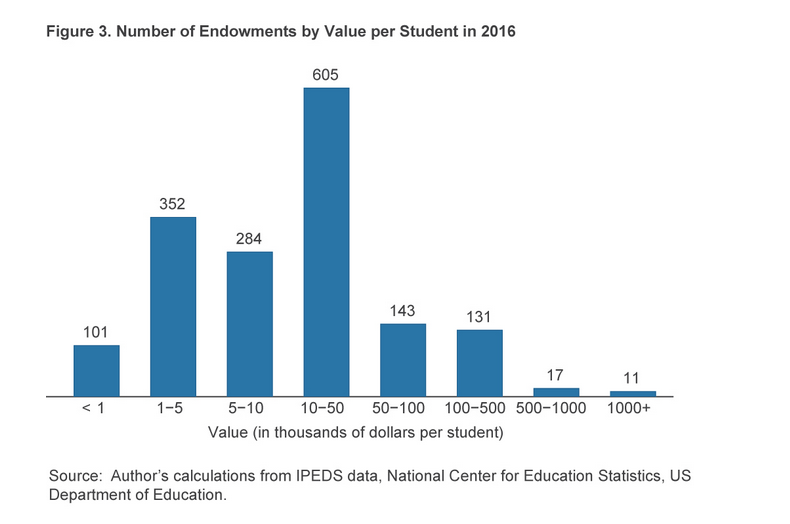 Figure 3. Number of Endowments by Value per Student in 2016
605
352
284
143
131
101
17
11
< 1 1−5 5−10 10−50 50−100 100−500 500−1000 1000+
Value (in thousands of dollars per student)
Source:  Author’s calculations from IPEDS data, National Center for Education Statistics, US
Department of Education.